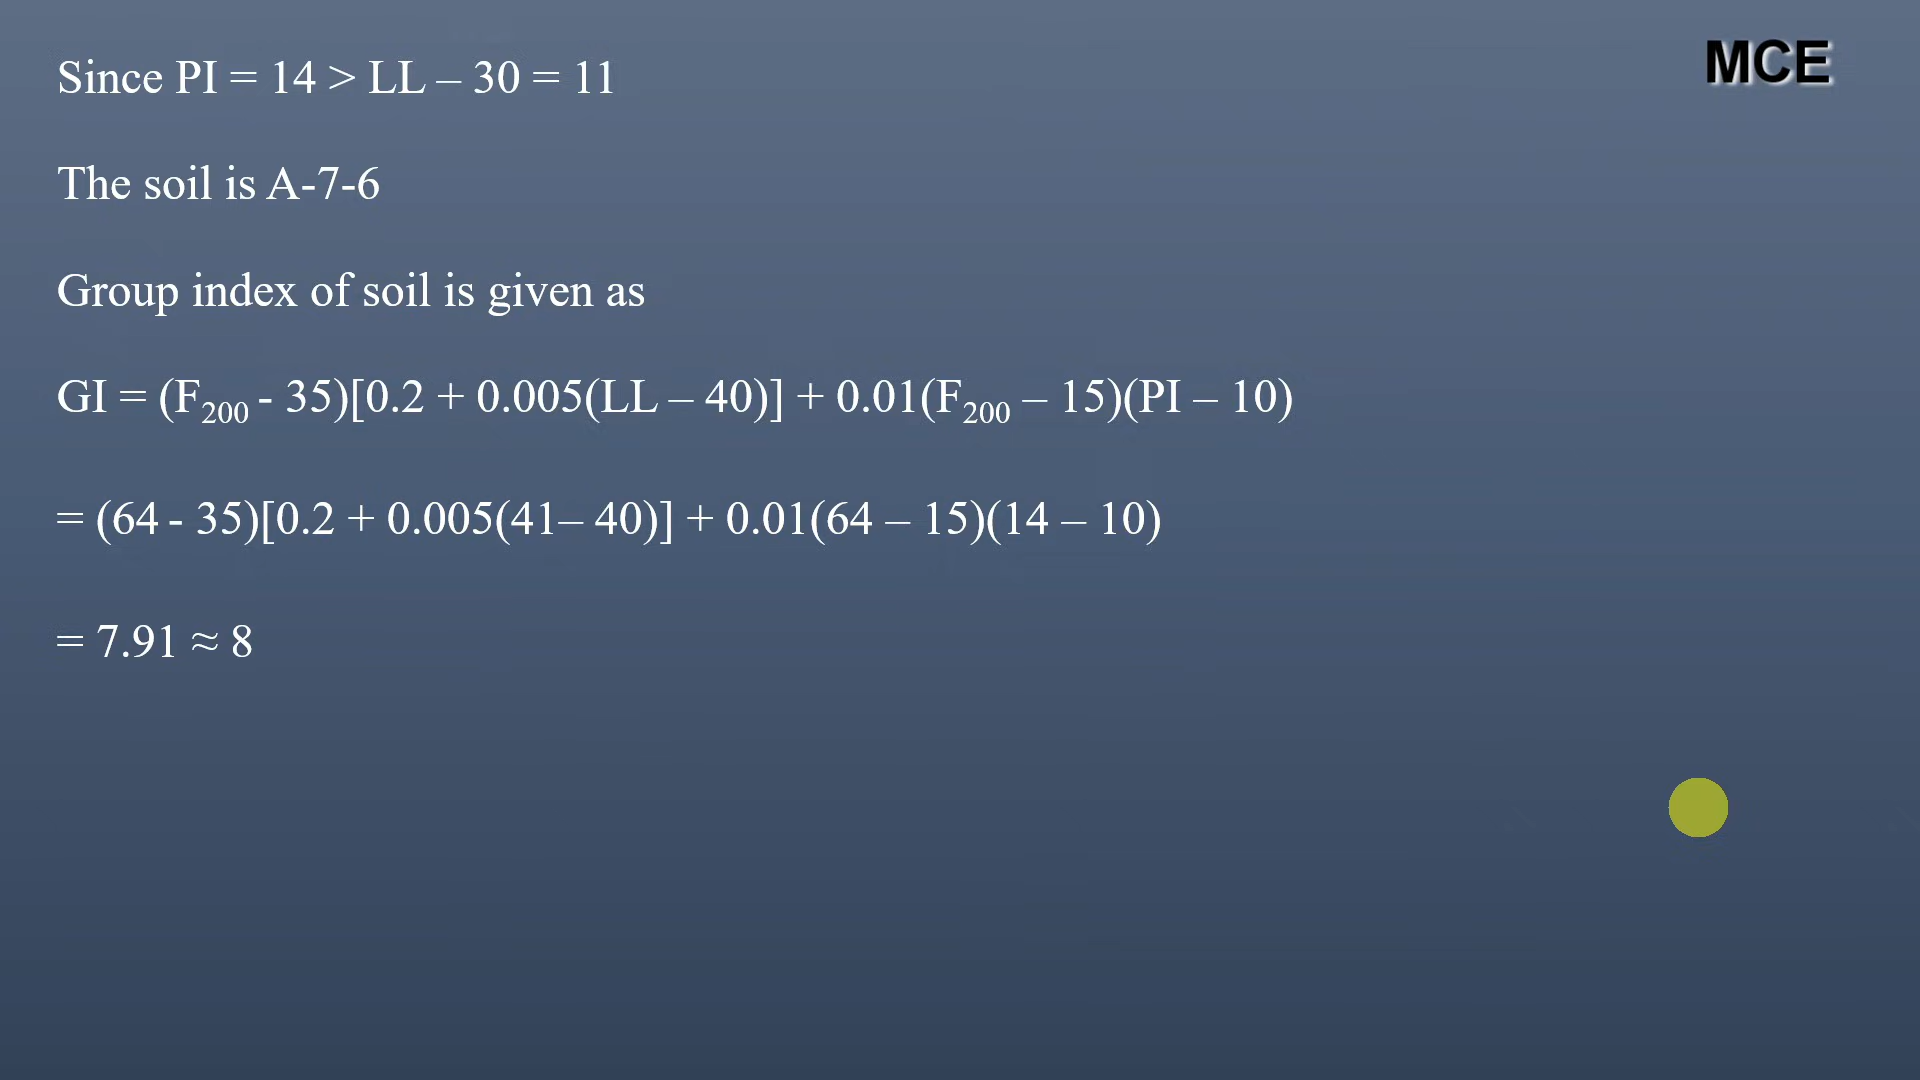 Since PI = 14 > LL – 30 = 11
MCE
The soil is A-7-6
Group index of soil is given as
GI = (F₂₀₀ - 35)[0.2 + 0.005(LL – 40)] + 0.01(F₂₀₀ – 15)(PI – 10)
= (64 - 35)[0.2 + 0.005(41– 40)] + 0.01(64 – 15)(14 – 10)
= 7.91 ≈ 8